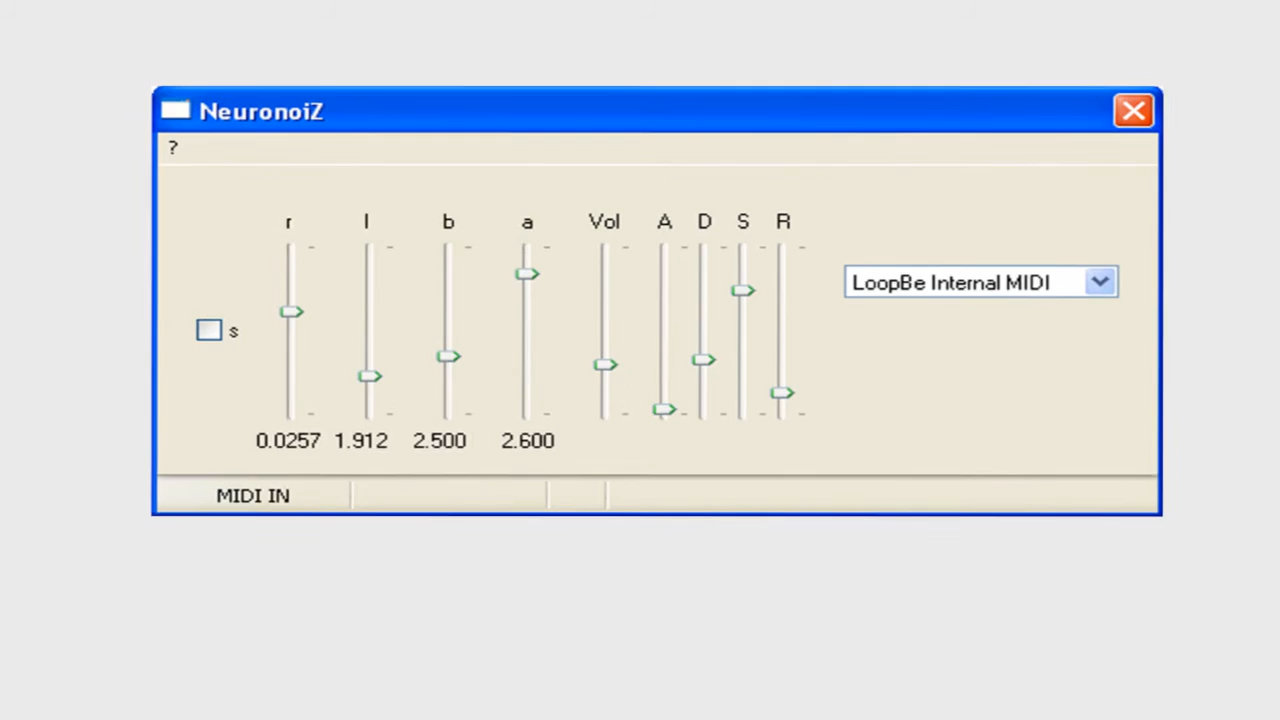 NeuronoiZ
?
r l b a Vol A D S R
LoopBe Internal MIDI
s
0.0257 1.912 2.500 2.600
MIDI IN